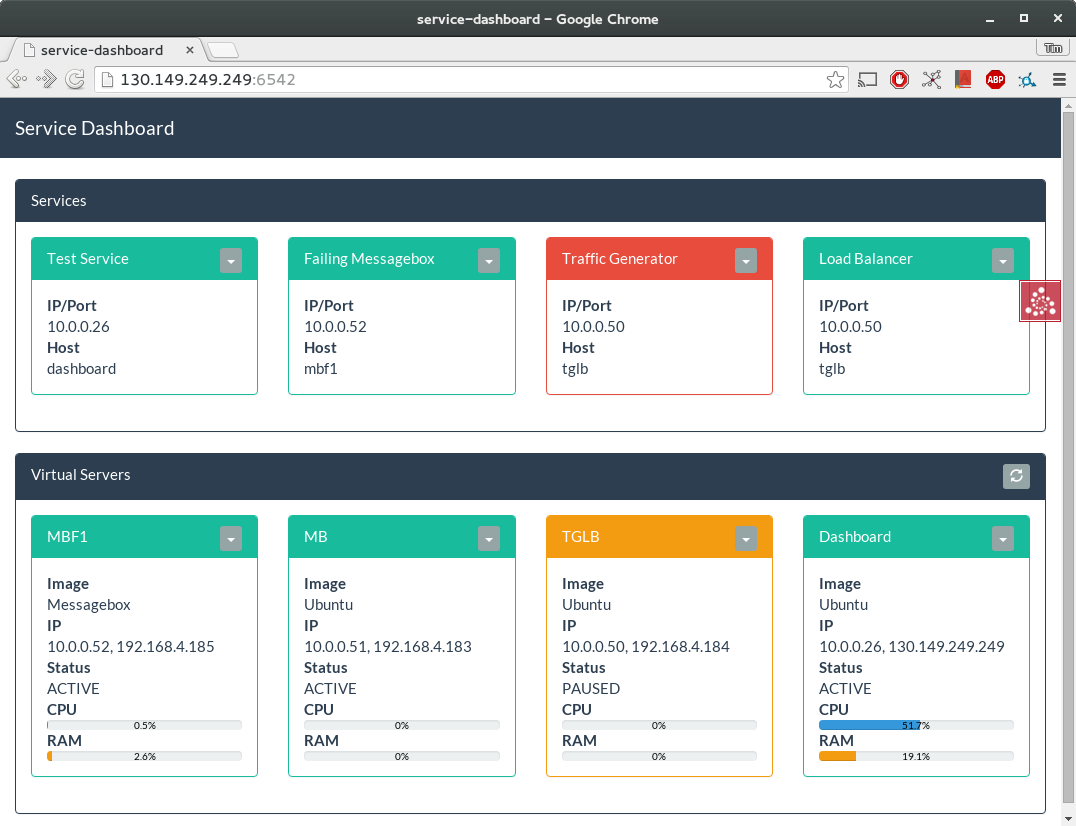 service-dashboard - Google Chrome
service-dashboard
Tim
130.149.249.249:6542
ABP
Service Dashboard
Services
Test Service
IP/Port
10.0.0.26
Host
dashboard
Failing Messagebox
IP/Port
10.0.0.52
Host
mbf1
Traffic Generator
IP/Port
10.0.0.50
Host
tglb
Load Balancer
IP/Port
10.0.0.50
Host
tglb
Virtual Servers
MBF1
Image
Messagebox
IP
10.0.0.52, 192.168.4.185
Status
ACTIVE
CPU
0.5%
RAM
2.6%
MB
Image
Ubuntu
IP
10.0.0.51, 192.168.4.183
Status
ACTIVE
CPU
0%
RAM
0%
TGLB
Image
Ubuntu
IP
10.0.0.50, 192.168.4.184
Status
PAUSED
CPU
0%
RAM
0%
Dashboard
Image
Ubuntu
IP
10.0.0.26, 130.149.249.249
Status
ACTIVE
CPU
51.7%
RAM
19.1%